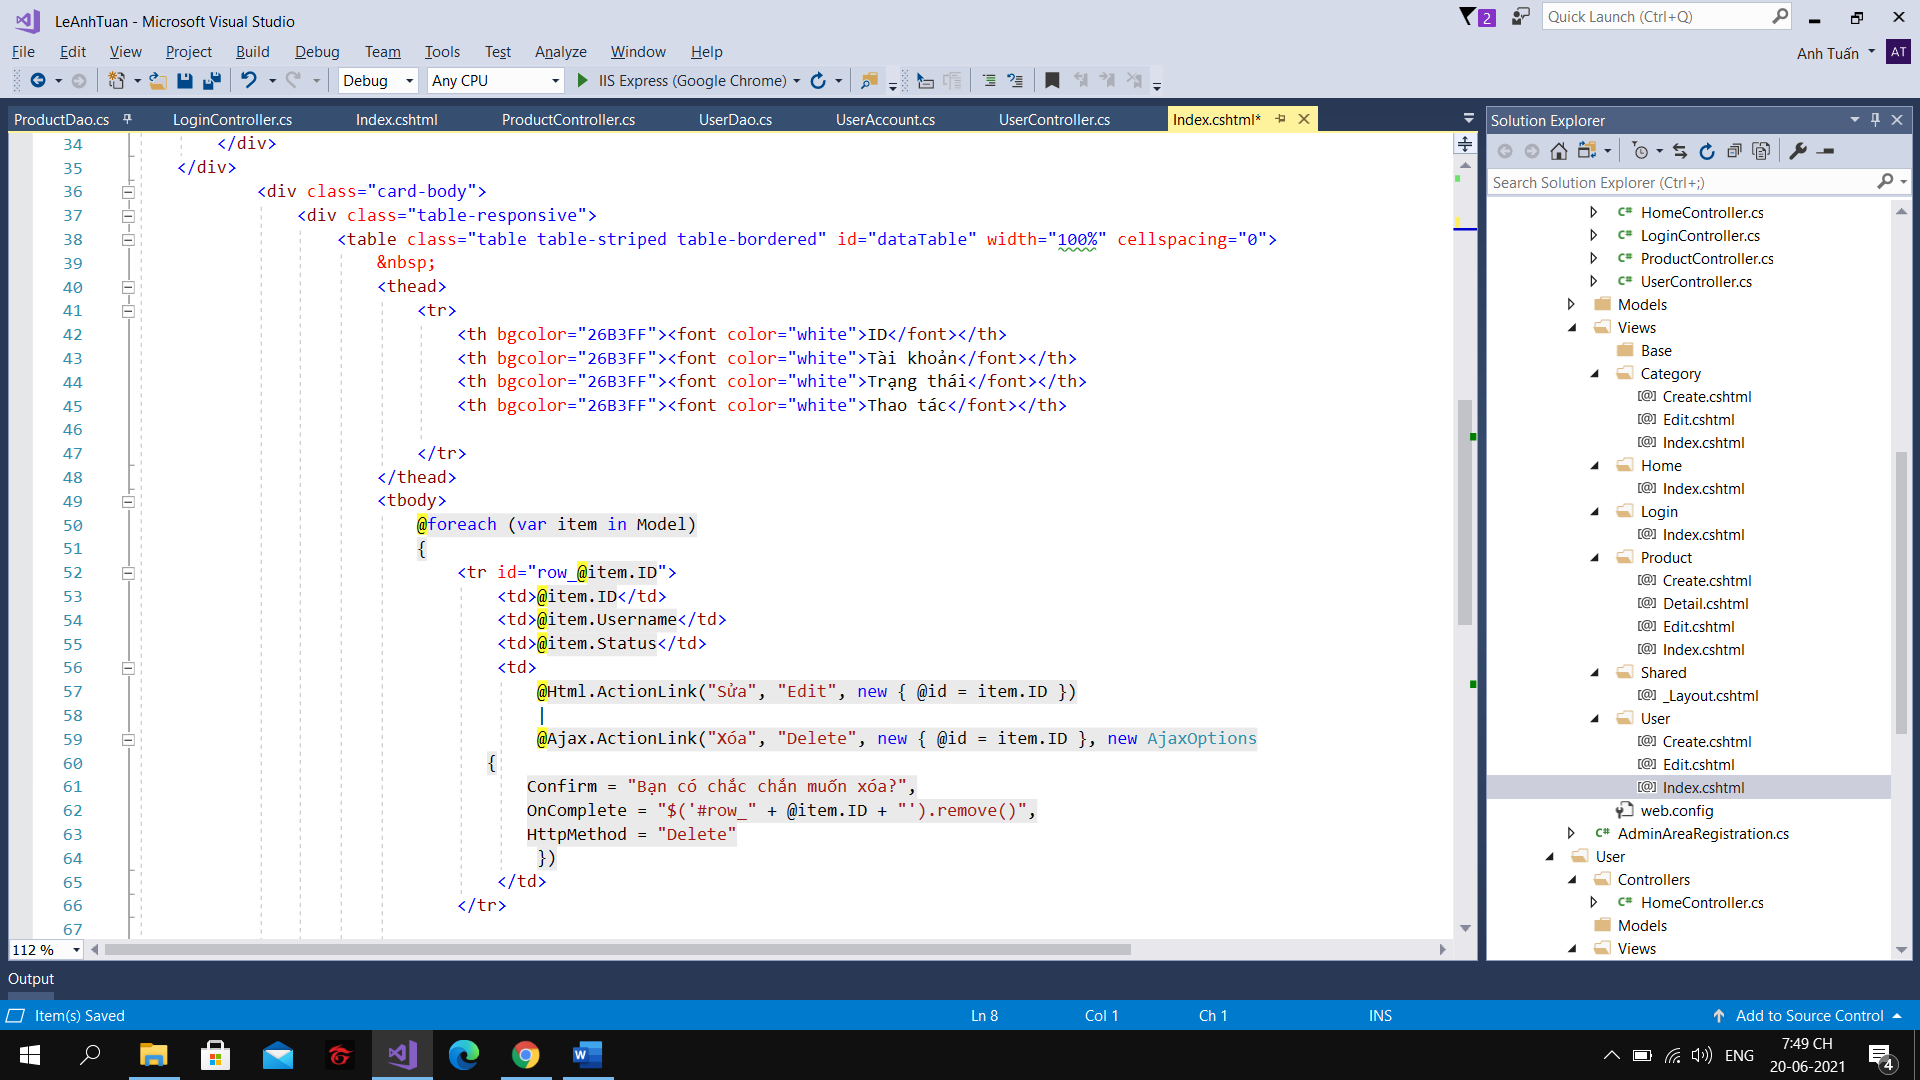 LeAnhTuan - Microsoft Visual Studio
2
Quick Launch (Ctrl+Q)
File Edit View Project Build Debug Team Tools Test Analyze Window Help
Anh Tuấn AT
Debug Any CPU IIS Express (Google Chrome)
ProductDao.cs LoginController.cs Index.cshtml ProductController.cs UserDao.cs UserAccount.cs UserController.cs Index.cshtml*
34 </div>
35 </div>
36 <div class="card-body">
37 <div class="table-responsive">
38 <table class="table table-striped table-bordered" id="dataTable" width="100%" cellspacing="0">
39 &nbsp;
40 <thead>
41 <tr>
42 <th bgcolor="26B3FF"><font color="white">ID</font></th>
43 <th bgcolor="26B3FF"><font color="white">Tài khoản</font></th>
44 <th bgcolor="26B3FF"><font color="white">Trạng thái</font></th>
45 <th bgcolor="26B3FF"><font color="white">Thao tác</font></th>
46
47 </tr>
48 </thead>
49 <tbody>
50 @foreach (var item in Model)
51 {
52 <tr id="row_@item.ID">
53 <td>@item.ID</td>
54 <td>@item.Username</td>
55 <td>@item.Status</td>
56 <td>
57 @Html.ActionLink("Sửa", "Edit", new { @id = item.ID })
58 |
59 @Ajax.ActionLink("Xóa", "Delete", new { @id = item.ID }, new AjaxOptions
60 {
61 Confirm = "Bạn có chắc chắn muốn xóa?",
62 OnComplete = "$('#row_" + @item.ID + "').remove()",
63 HttpMethod = "Delete"
64 })
65 </td>
66 </tr>
67
112 %
Solution Explorer
Search Solution Explorer (Ctrl+;)
C# HomeController.cs
C# LoginController.cs
C# ProductController.cs
C# UserController.cs
Models
Views
Base
Category
[@] Create.cshtml
[@] Edit.cshtml
[@] Index.cshtml
Home
[@] Index.cshtml
Login
[@] Index.cshtml
Product
[@] Create.cshtml
[@] Detail.cshtml
[@] Edit.cshtml
[@] Index.cshtml
Shared
[@] _Layout.cshtml
User
[@] Create.cshtml
[@] Edit.cshtml
[@] Index.cshtml
web.config
C# AdminAreaRegistration.cs
User
Controllers
C# HomeController.cs
Models
Views
Output
Item(s) Saved Ln 8 Col 1 Ch 1 INS Add to Source Control
W ENG 7:49 CH
20-06-2021
4